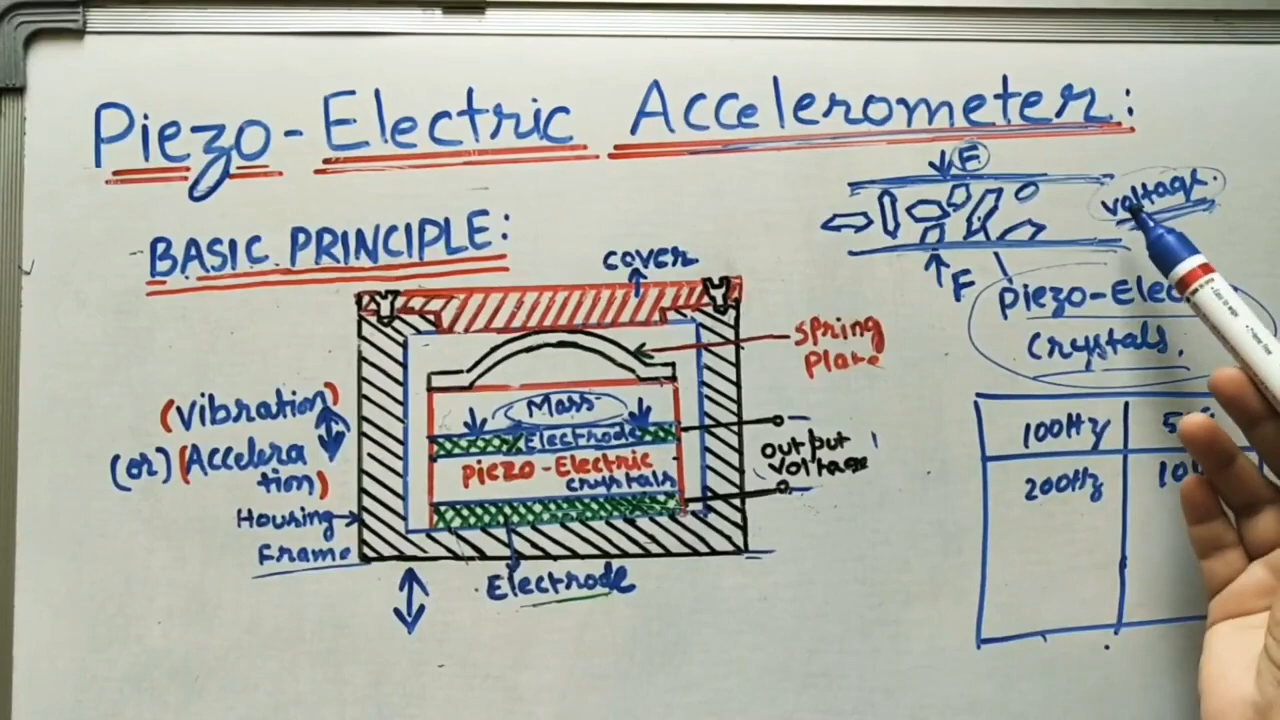 Piezo-Electric Accelerometer:
BASIC PRINCIPLE:
F
voltage.
F
Piezo-Elec
Crystals.
cover
Spring
Plate
(Vibration)
(or) (Accelera
tion)
Mass
Electrode
Piezo-Electric
crystals
output
voltage
Housing
Frame
Electrode
100Hz
200Hz